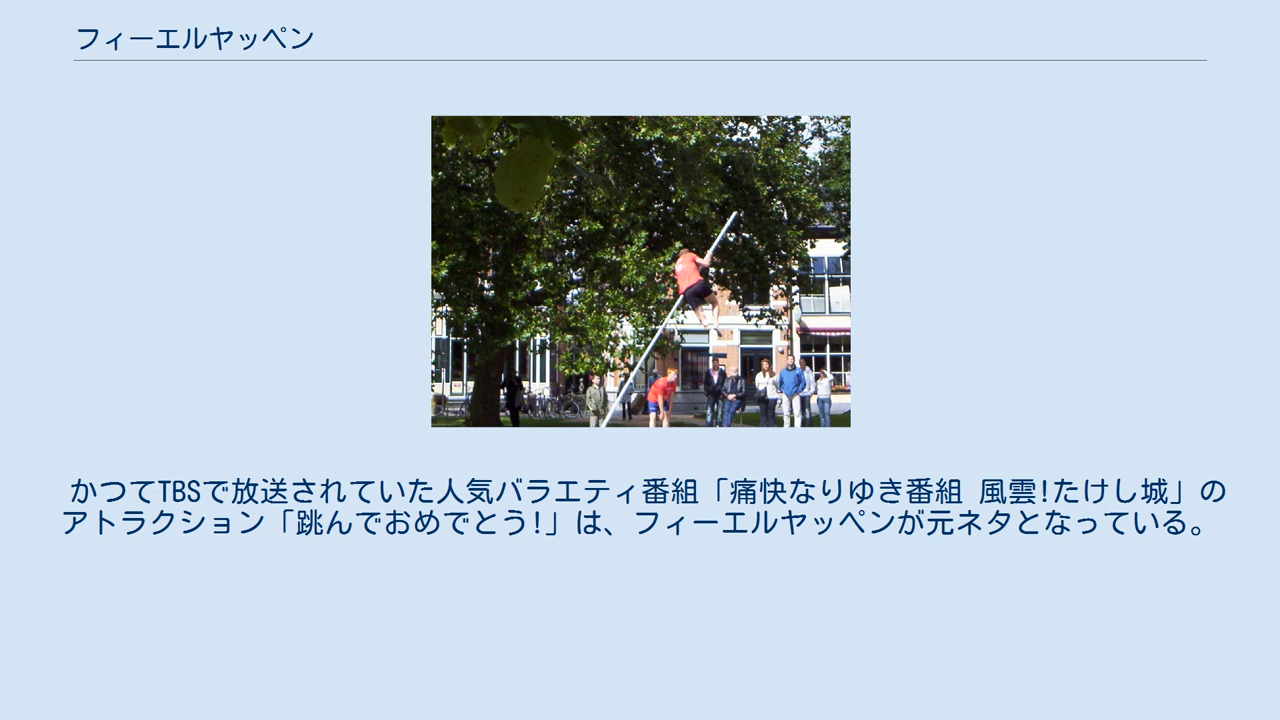 フィーエルヤッペン
かつてTBSで放送されていた人気バラエティ番組「痛快なりゆき番組 風雲!たけし城」の
アトラクション「跳んでおめでとう!」は、フィーエルヤッペンが元ネタとなっている。